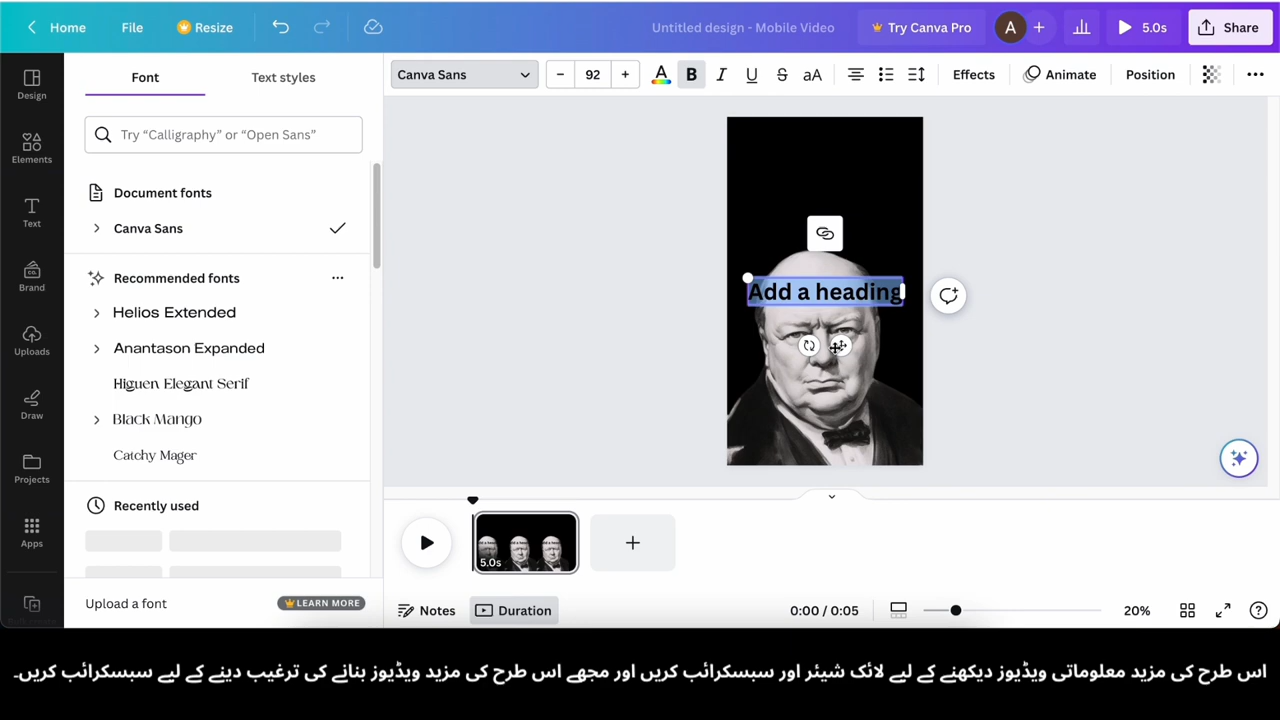 Home
File
Resize
Untitled design - Mobile Video
Try Canva Pro
A
5.0s
Share
Font
Text styles
Canva Sans
92
A
B
I
U
S
aA
Effects
Animate
Position
Design
Elements
Text
Brand
Uploads
Draw
Projects
Apps
Try “Calligraphy” or “Open Sans”
Document fonts
Canva Sans
Recommended fonts
Helios Extended
Anantason Expanded
Higuen Elegant Serif
Black Mango
Catchy Mager
Recently used
Upload a font
LEARN MORE
Add a heading
5.0s
Notes
Duration
0:00 / 0:05
20%
اس طرح کی مزید معلوماتی ویڈیوز دیکھنے کے لیے لائک شیئر اور سبسکرائب کریں اور مجھے اس طرح کی مزید ویڈیوز بنانے کی ترغیب دینے کے لیے سبسکرائب کریں۔